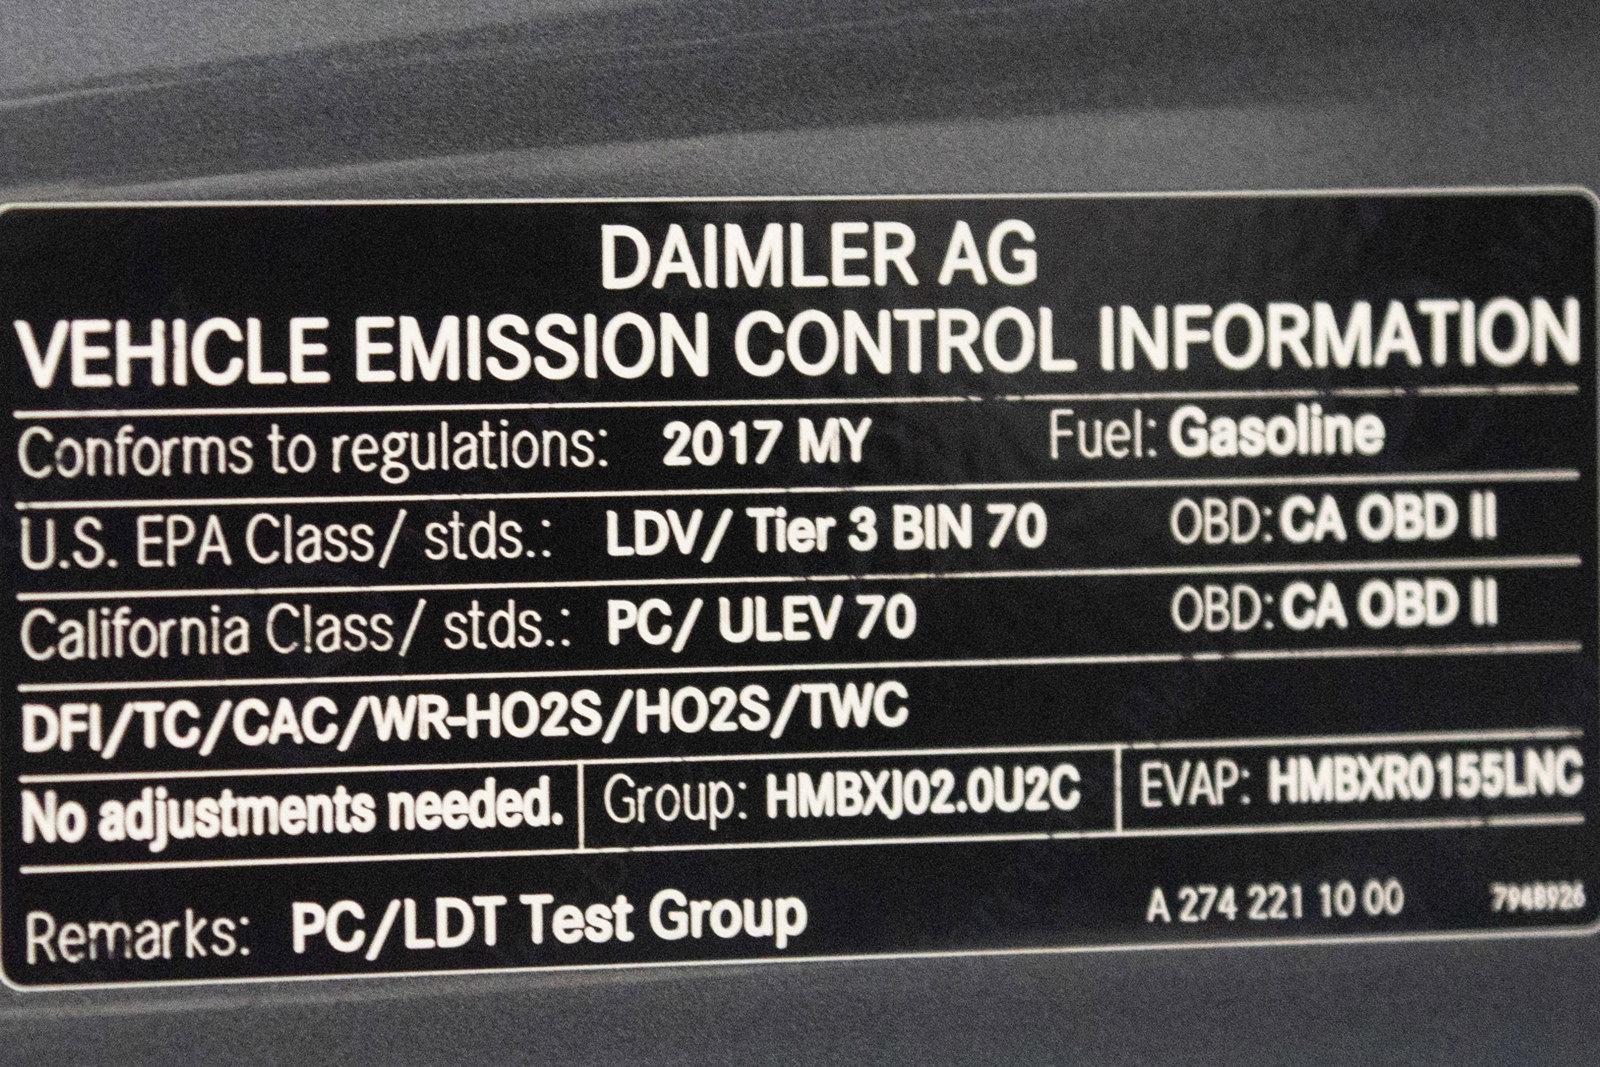 DAIMLER AG
VEHICLE EMISSION CONTROL INFORMATION
Conforms to regulations: 2017 MY Fuel: Gasoline
U.S. EPA Class/ stds.: LDV/ Tier 3 BIN 70 OBD: CA OBD II
California Class/ stds.: PC/ ULEV 70 OBD: CA OBD II
DFI/TC/CAC/WR-HO2S/HO2S/TWC
No adjustments needed. Group: HMBXJ02.0U2C EVAP: HMBXR0155LNC
Remarks: PC/LDT Test Group A 274 221 10 00 7948926